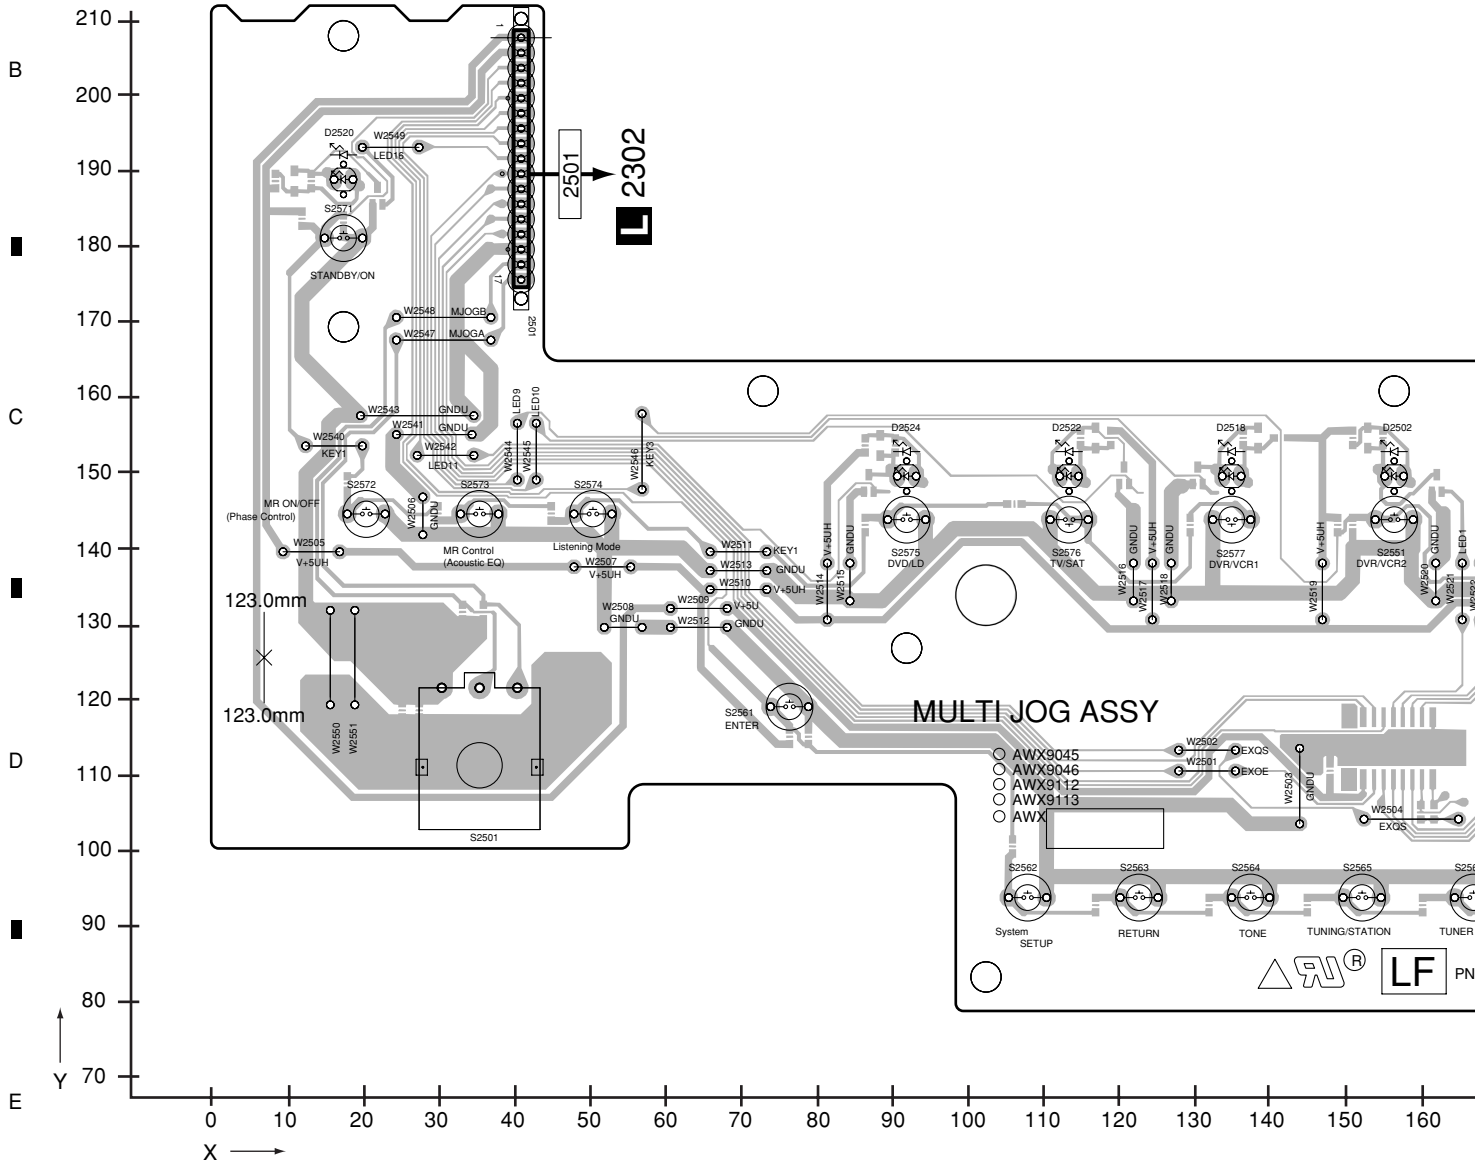 210
B
200
190
180
170
160
C
150
140
130
120
D
110
100
90
80
70
Y
E
0 10 20 30 40 50 60 70 80 90 100 110 120 130 140 150 160
X
1
17
2501
2501
L 2302
D2520
W2549
LED16
S2571
STANDBY/ON
W2548 MJOGB
W2547 MJOGA
W2543 GNDU
W2541 GNDU
W2540
KEY1
W2542
LED11
LED9
LED10
W2544
W2545
W2546
KEY3
S2572
S2573
S2574
MR ON/OFF
(Phase Control)
W2506
GNDU
MR Control
(Acoustic EQ)
Listening Mode
W2505
V+5UH
W2507
V+5UH
W2511 KEY1
W2513 GNDU
W2510 V+5UH
W2509 V+5U
W2508
GNDU
W2512 GNDU
123.0mm
123.0mm
W2550
W2551
S2501
S2561
ENTER
D2524
D2522
D2518
D2502
V+5UH
GNDU
W2514
W2515
S2575
DVD/LD
S2576
TV/SAT
GNDU
V+5UH
GNDU
W2516
W2517
W2518
S2577
DVR/VCR1
V+5UH
W2519
S2551
DVR/VCR2
GNDU
LED1
W2520
W2521
MULTI JOG ASSY
AWX9045
AWX9046
AWX9112
AWX9113
AWX
W2502 EXQS
W2501 EXOE
W2503
GNDU
W2504
EXQS
S2562
S2563
S2564
S2565
System
SETUP
RETURN
TONE
TUNING/STATION
TUNER
R
LF
PN